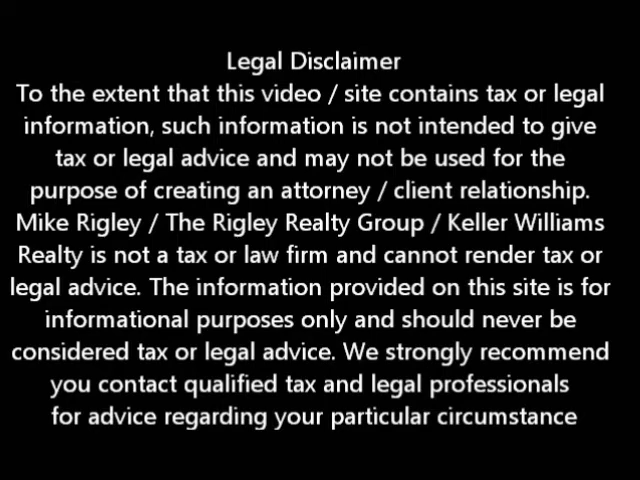 Legal Disclaimer
To the extent that this video / site contains tax or legal
information, such information is not intended to give
tax or legal advice and may not be used for the
purpose of creating an attorney / client relationship.
Mike Rigley / The Rigley Realty Group / Keller Williams
Realty is not a tax or law firm and cannot render tax or
legal advice. The information provided on this site is for
informational purposes only and should never be
considered tax or legal advice. We strongly recommend
you contact qualified tax and legal professionals
for advice regarding your particular circumstance